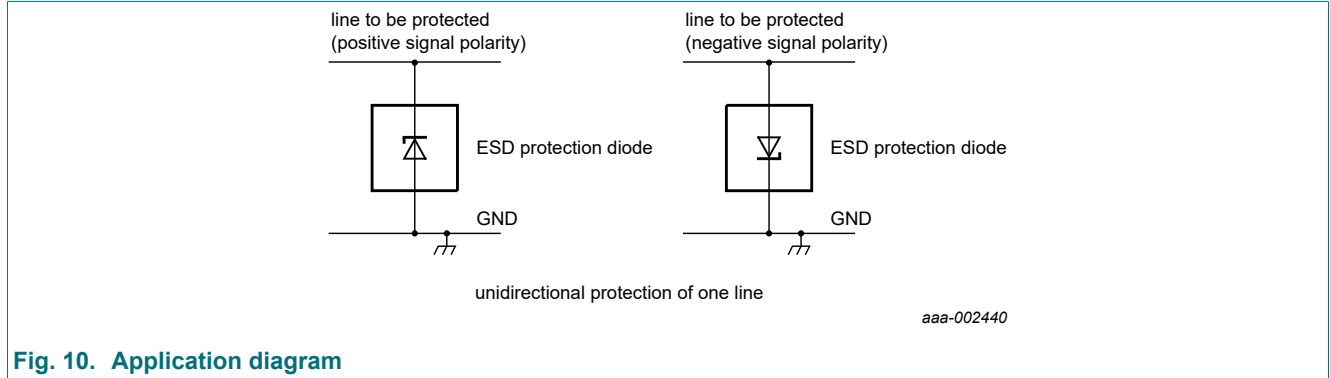 line to be protected
(positive signal polarity)
line to be protected
(negative signal polarity)
ESD protection diode
ESD protection diode
GND
GND
unidirectional protection of one line
aaa-002440
Fig. 10. Application diagram